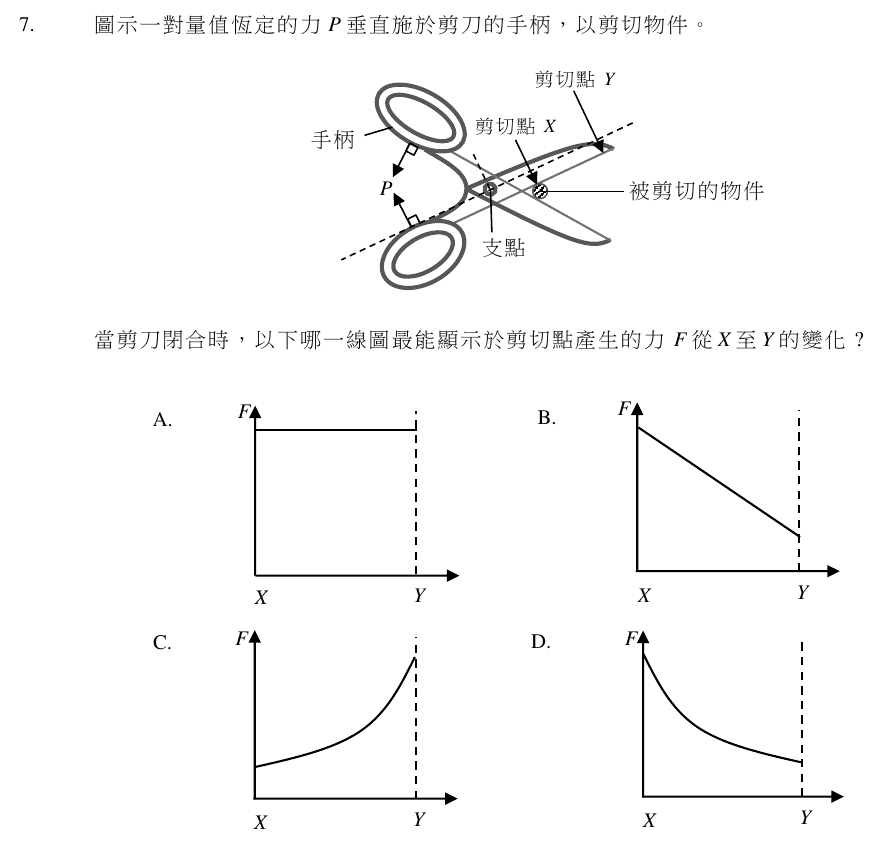 7. 圖示一對量值恆定的力 P 垂直施於剪刀的手柄，以剪切物件。
剪切點 Y
剪切點 X
手柄
P
被剪切的物件
支點
當剪刀閉合時，以下哪一線圖最能顯示於剪切點產生的力 F 從 X 至 Y 的變化？
A. F
B. F
X Y
X Y
C. F
D. F
X Y
X Y